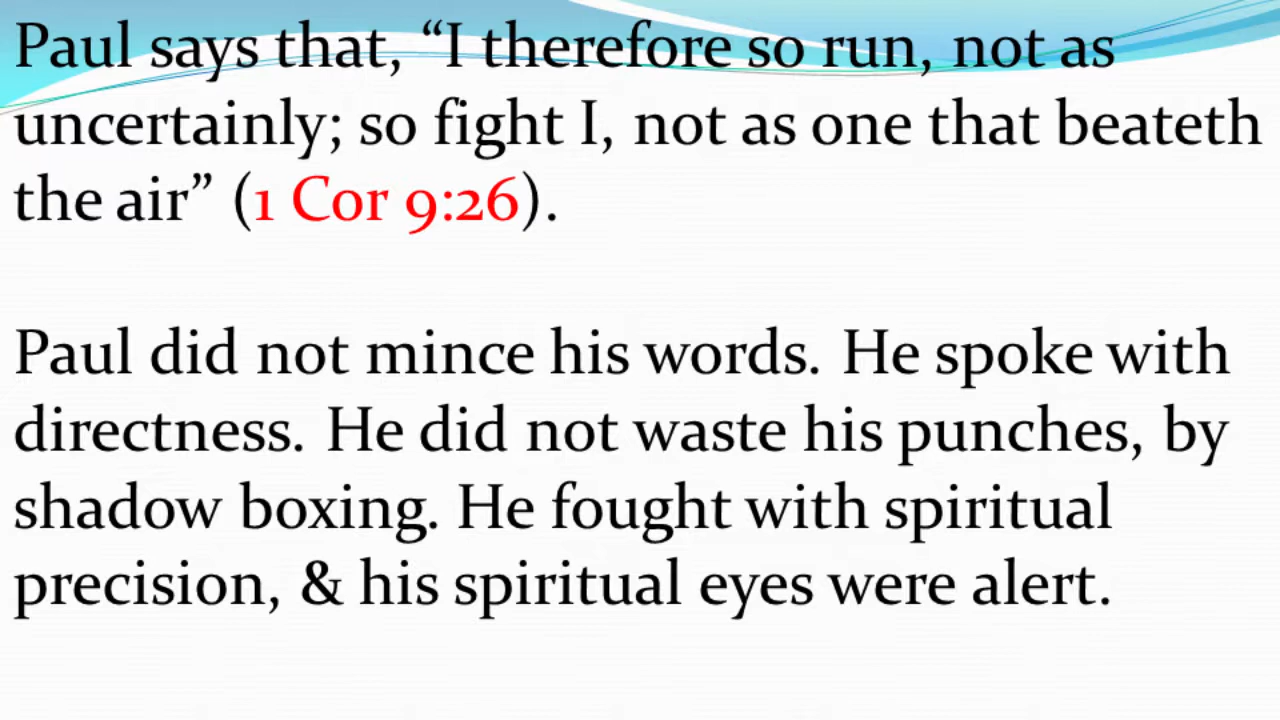 Paul says that, “I therefore so run, not as
uncertainly; so fight I, not as one that beateth
the air” (1 Cor 9:26).
Paul did not mince his words. He spoke with
directness. He did not waste his punches, by
shadow boxing. He fought with spiritual
precision, & his spiritual eyes were alert.